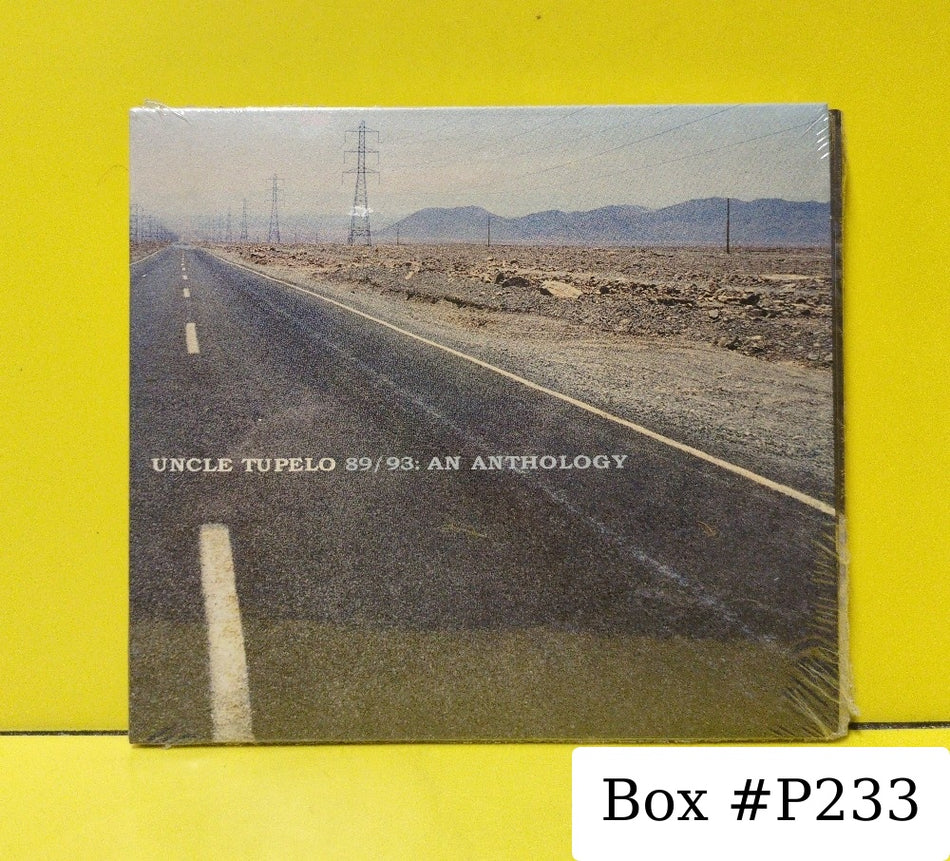 UNCLE TUPELO 89/93: AN ANTHOLOGY
Box #P233